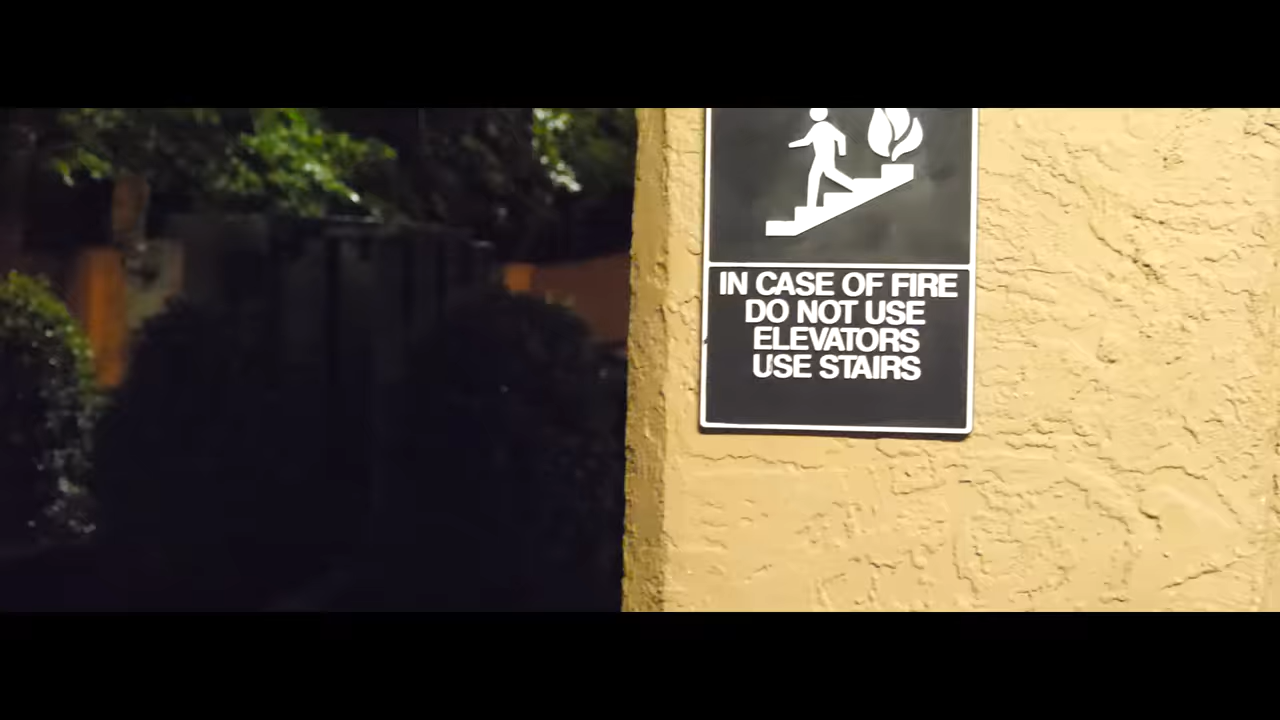 IN CASE OF FIRE
DO NOT USE
ELEVATORS
USE STAIRS